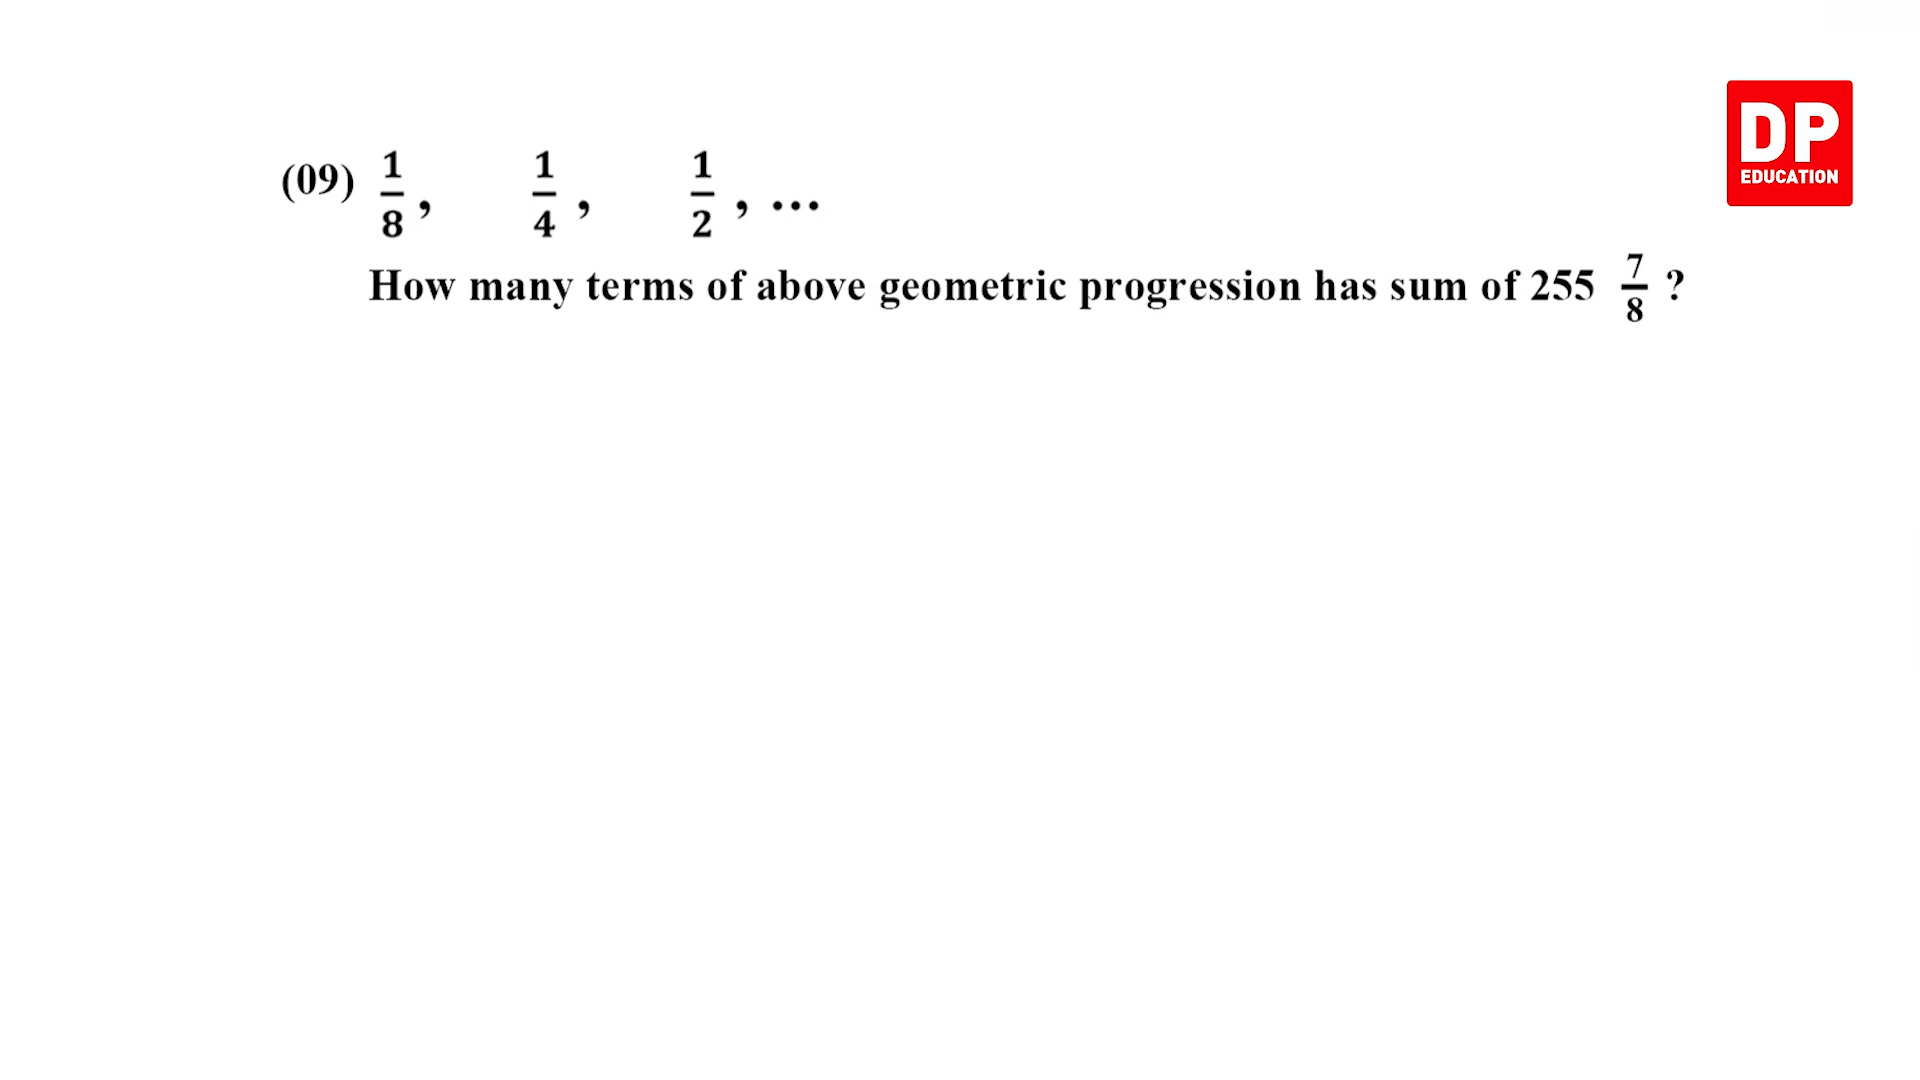 DP
EDUCATION
(09) 1/8, 1/4, 1/2, ...
How many terms of above geometric progression has sum of 255 7/8 ?